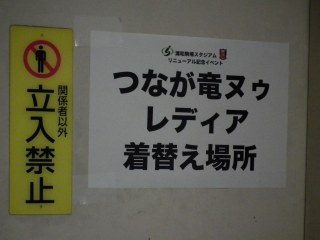 関係者以外
立入禁止
リニューアル記念イベント
つなが竜ヌゥ
レディア
着替え場所